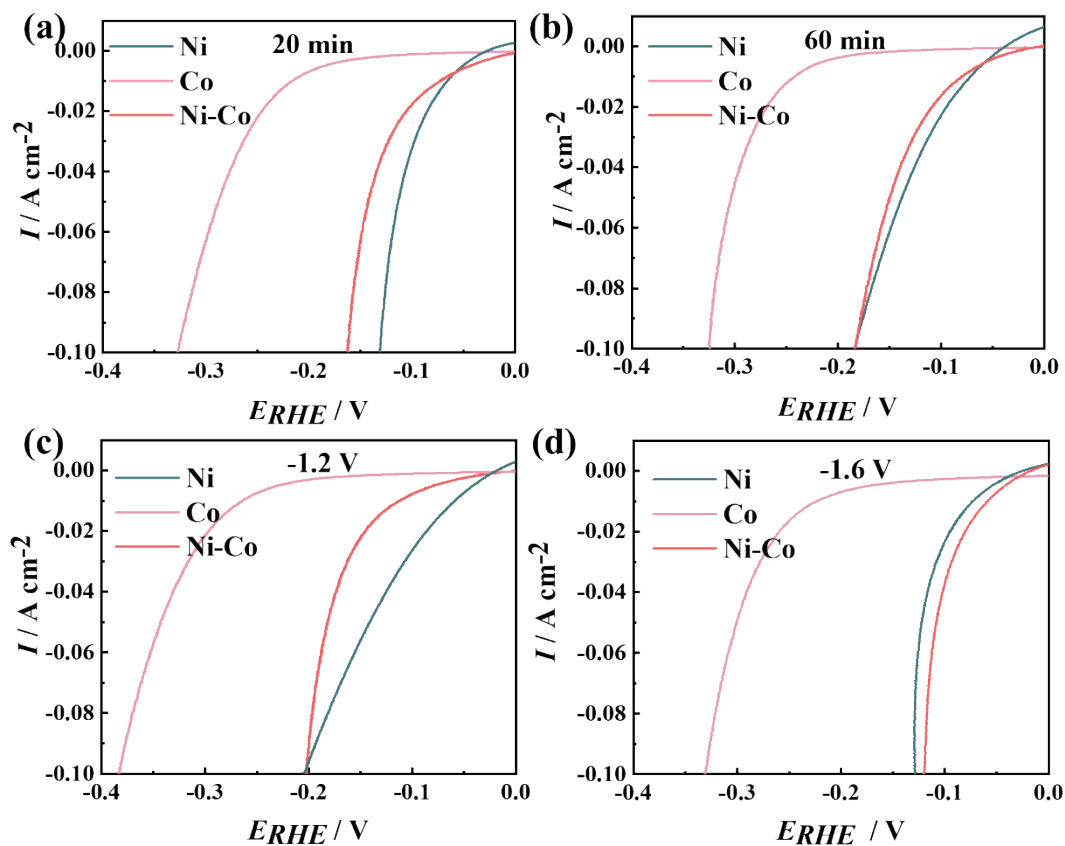 (a)
20 min
Ni
Co
Ni-Co
0.00
-0.02
-0.04
-0.06
-0.08
-0.10
I / A cm-2
-0.4 -0.3 -0.2 -0.1 0.0
ERHE / V
(b)
60 min
Ni
Co
Ni-Co
0.00
-0.02
-0.04
-0.06
-0.08
-0.10
I / A cm-2
-0.4 -0.3 -0.2 -0.1 0.0
ERHE / V
(c)
-1.2 V
Ni
Co
Ni-Co
0.00
-0.02
-0.04
-0.06
-0.08
-0.10
I / A cm-2
-0.4 -0.3 -0.2 -0.1 0.0
ERHE / V
(d)
-1.6 V
Ni
Co
Ni-Co
0.00
-0.02
-0.04
-0.06
-0.08
-0.10
I / A cm-2
-0.4 -0.3 -0.2 -0.1 0.0
ERHE / V